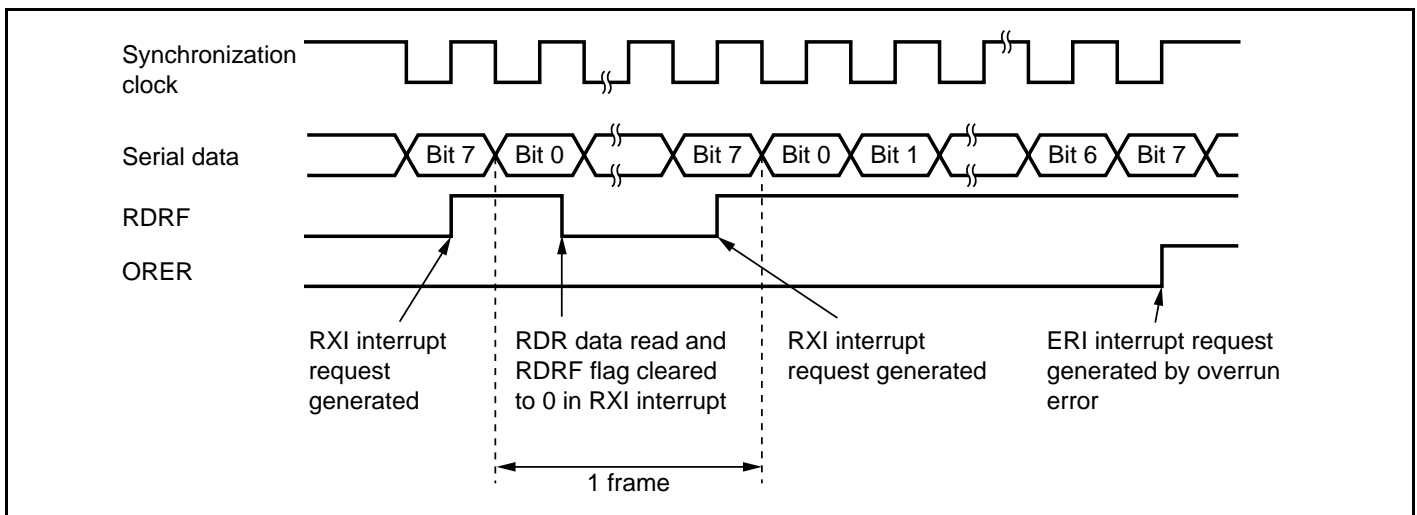 Synchronization
clock
Serial data
Bit 7
Bit 0
Bit 7
Bit 0
Bit 1
Bit 6
Bit 7
RDRF
ORER
RXI interrupt
request
generated
RDR data read and
RDRF flag cleared
to 0 in RXI interrupt
RXI interrupt
request generated
ERI interrupt request
generated by overrun
error
1 frame